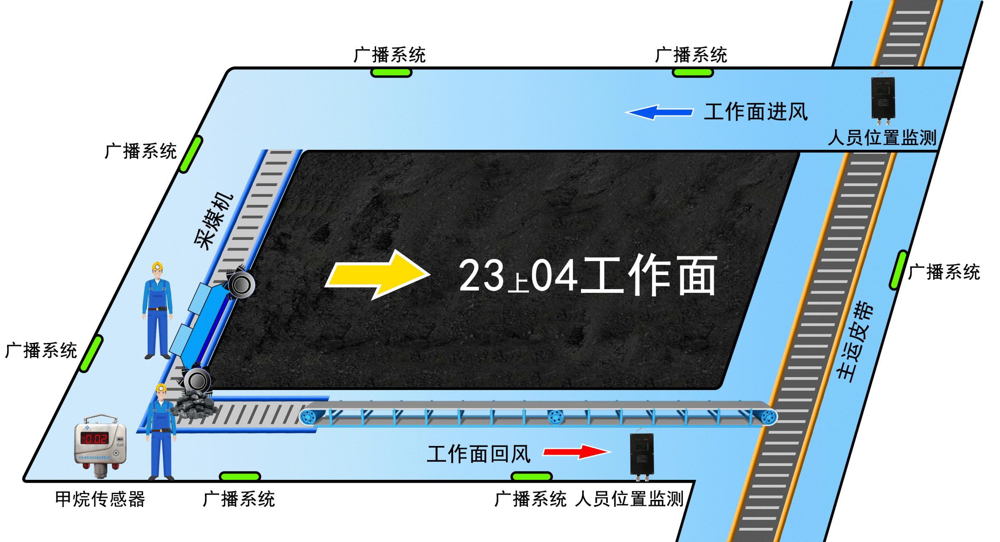 广播系统
广播系统
工作面进风
人员位置监测
广播系统
采煤机
23上04工作面
广播系统
主运皮带
广播系统
0.02
MA
工作面回风
甲烷传感器
广播系统
广播系统
人员位置监测